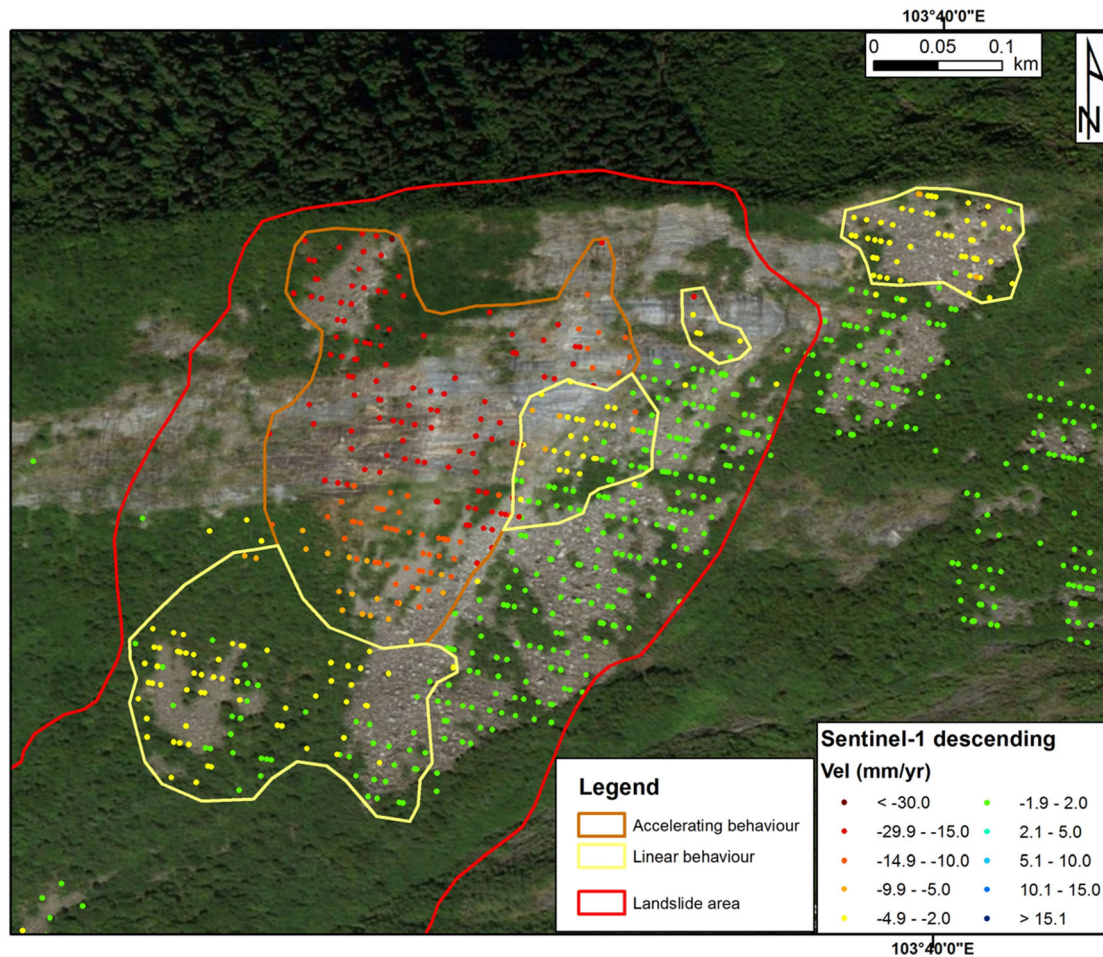 103°40'0"E
0 0.05 0.1
km
N
Legend
Accelerating behaviour
Linear behaviour
Landslide area
Sentinel-1 descending
Vel (mm/yr)
< -30.0
-29.9 - -15.0
-14.9 - -10.0
-9.9 - -5.0
-4.9 - -2.0
-1.9 - 2.0
2.1 - 5.0
5.1 - 10.0
10.1 - 15.0
> 15.1
103°40'0"E